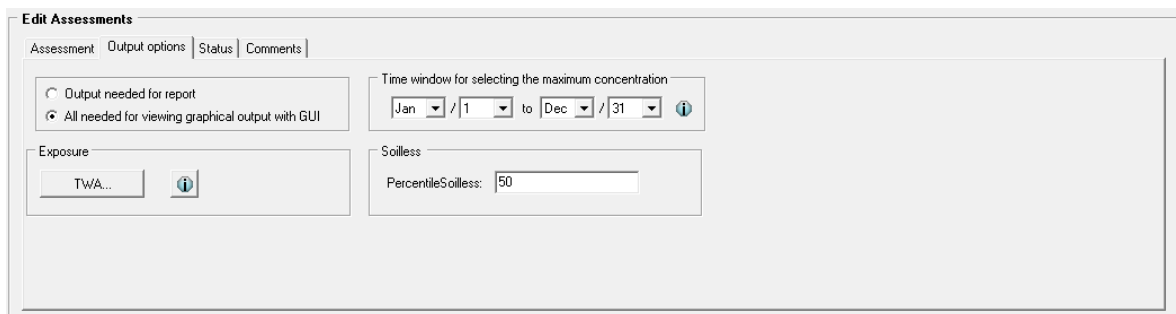 Edit Assessments
Assessment Output options Status Comments
Output needed for report
All needed for viewing graphical output with GUI
Time window for selecting the maximum concentration
Jan / 1 to Dec / 31
Exposure
TWA...
Soilless
PercentileSoilless: 50